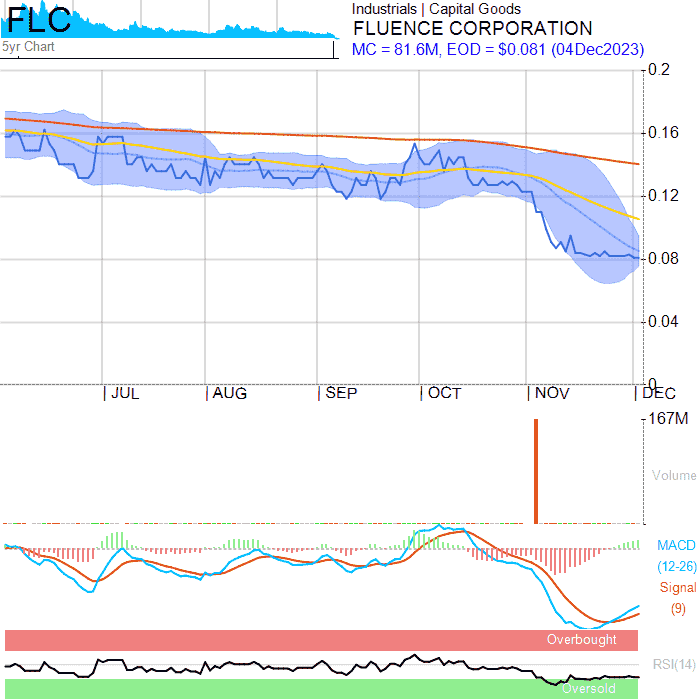 FLC
5yr Chart
Industrials | Capital Goods
FLUENCE CORPORATION
MC = 81.6M, EOD = $0.081 (04Dec2023)
0.2
0.16
0.12
0.08
0.04
0
JUL AUG SEP OCT NOV DEC
167M
Volume
MACD
(12-26)
Signal
(9)
Overbought
RSI(14)
Oversold